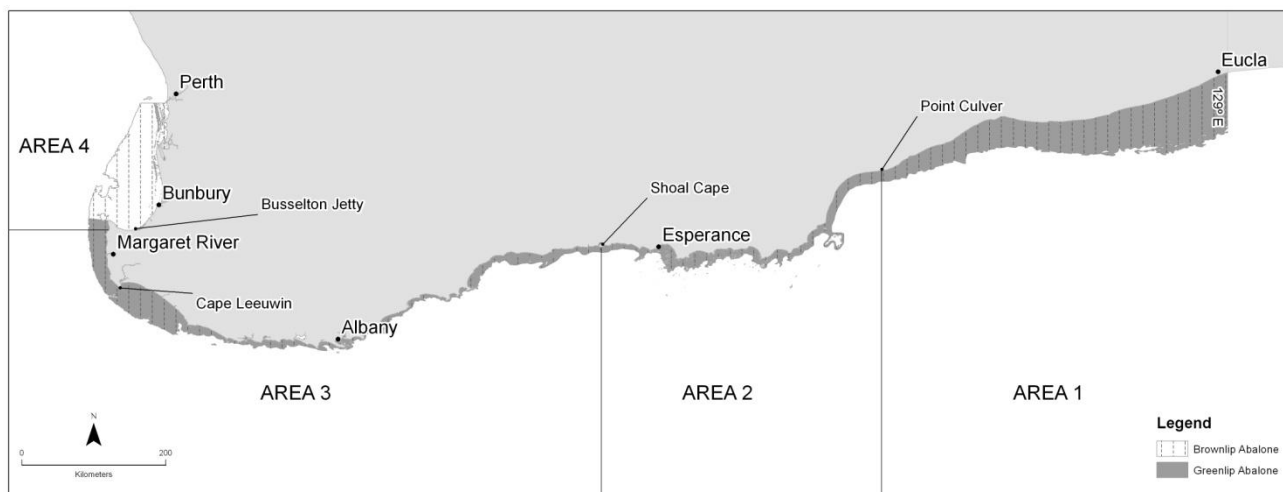 Perth
Eucla
129° E
Point Culver
AREA 4
Bunbury
Busselton Jetty
Shoal Cape
Esperance
Margaret River
Cape Leeuwin
Albany
AREA 3
AREA 2
AREA 1
N
0
200
Kilometers
Legend
Brownlip Abalone
Greenlip Abalone